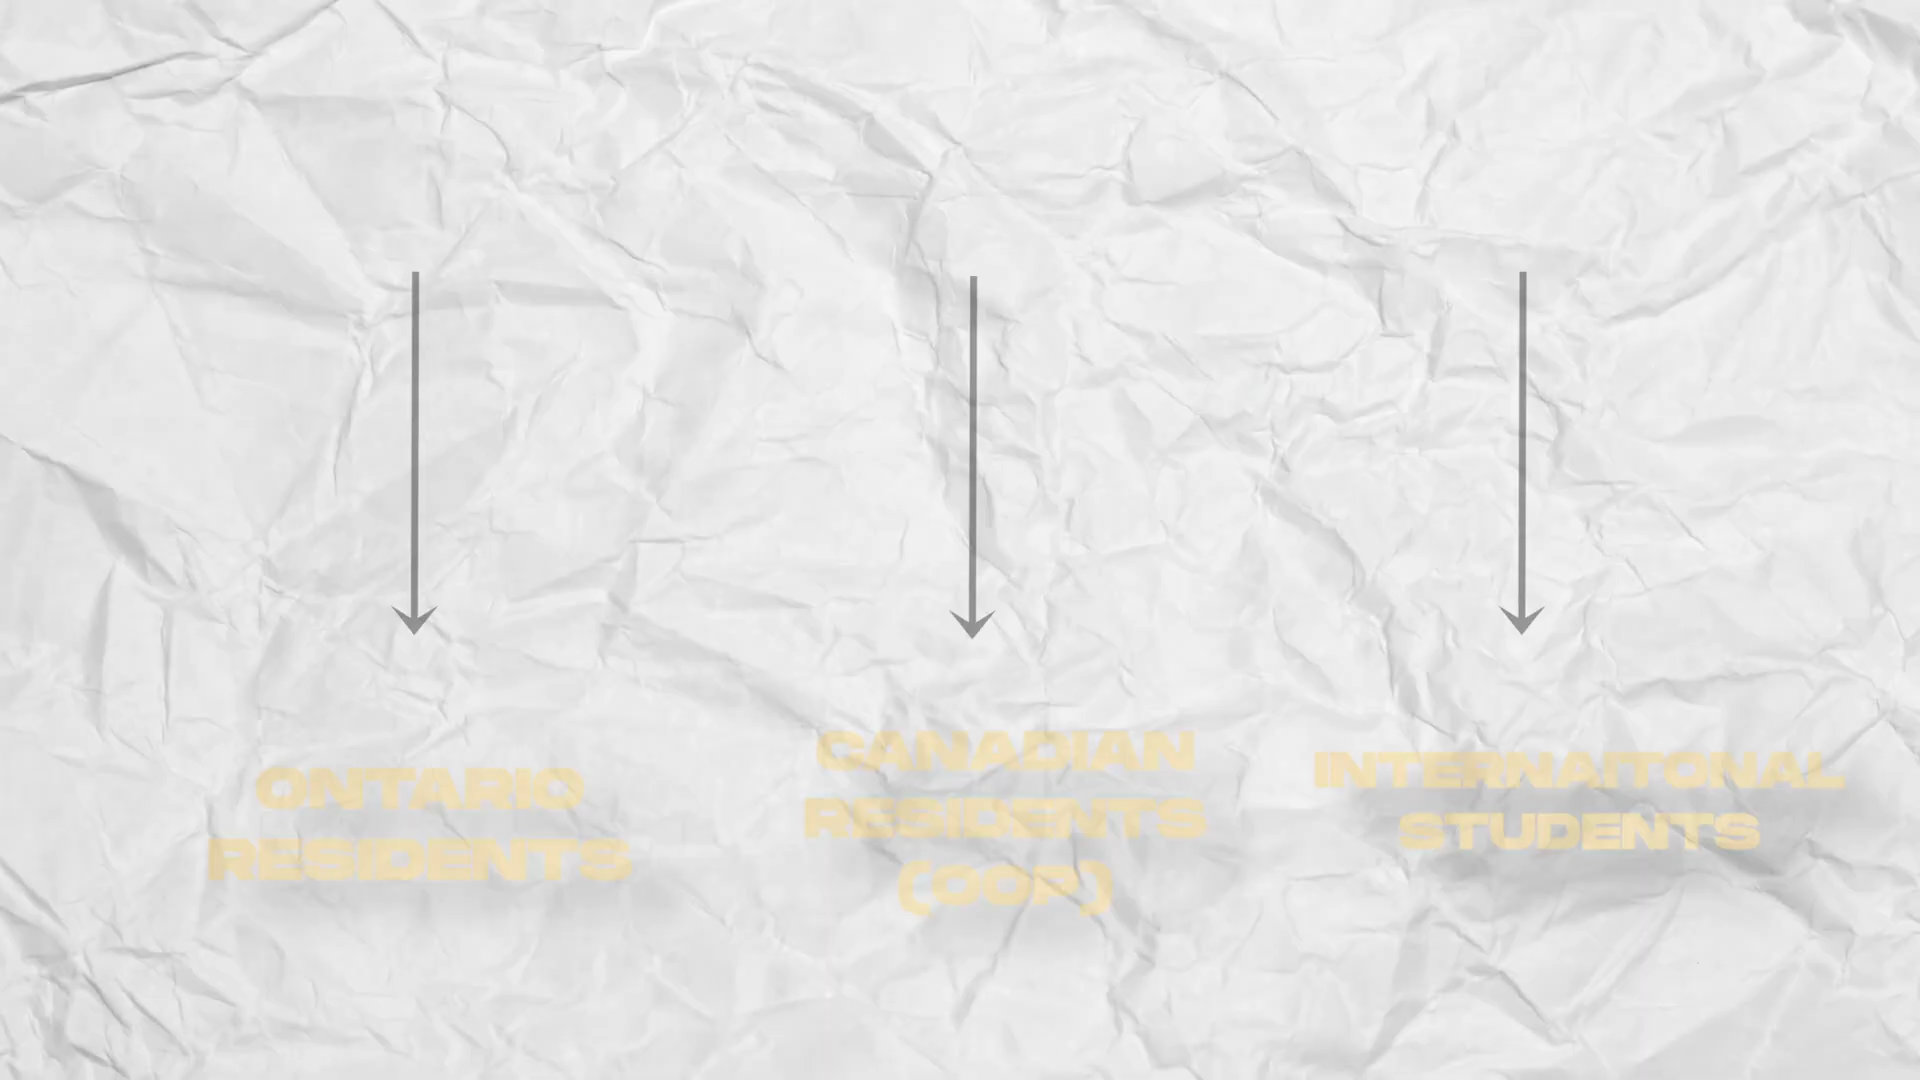 ONTARIO
RESIDENTS
CANADIAN
RESIDENTS
(OOP)
INTERNAITONAL
STUDENTS